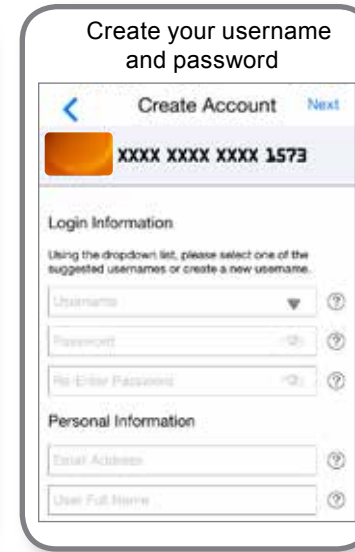 Create your username
and password
Create Account Next
XXXX XXXX XXXX 1573
Login Information
Using the dropdown list, please select one of the
suggested usernames or create a new username.
Username
Password
Re-Enter Password
Personal Information
Email Address
User Full Name